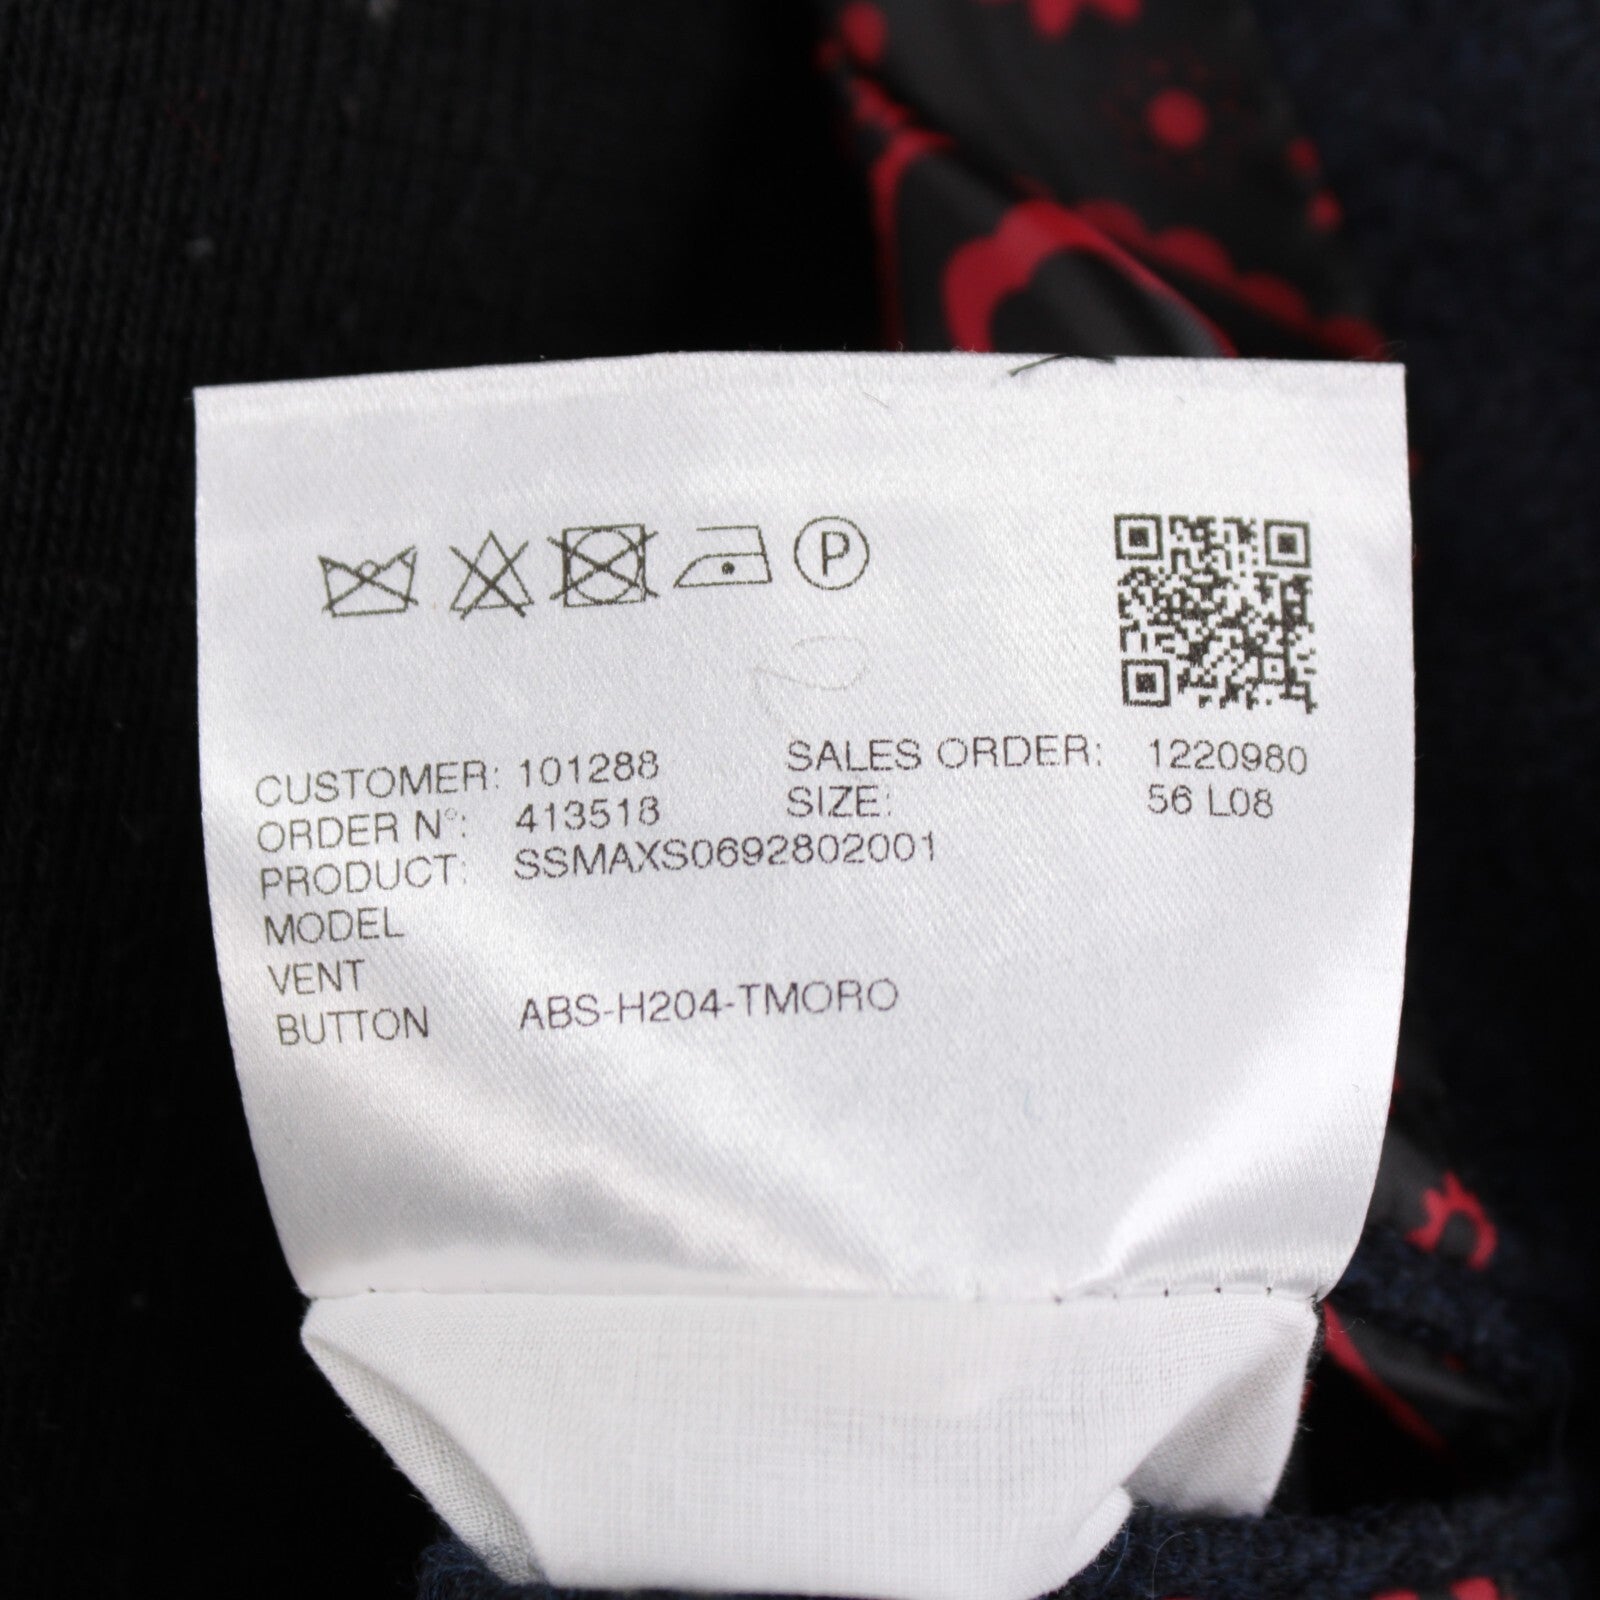 P
CUSTOMER: 101288 SALES ORDER: 1220980
ORDER N°: 413518 SIZE: 56 L08
PRODUCT: SSMAXS0692802001
MODEL
VENT
BUTTON ABS-H204-TMORO